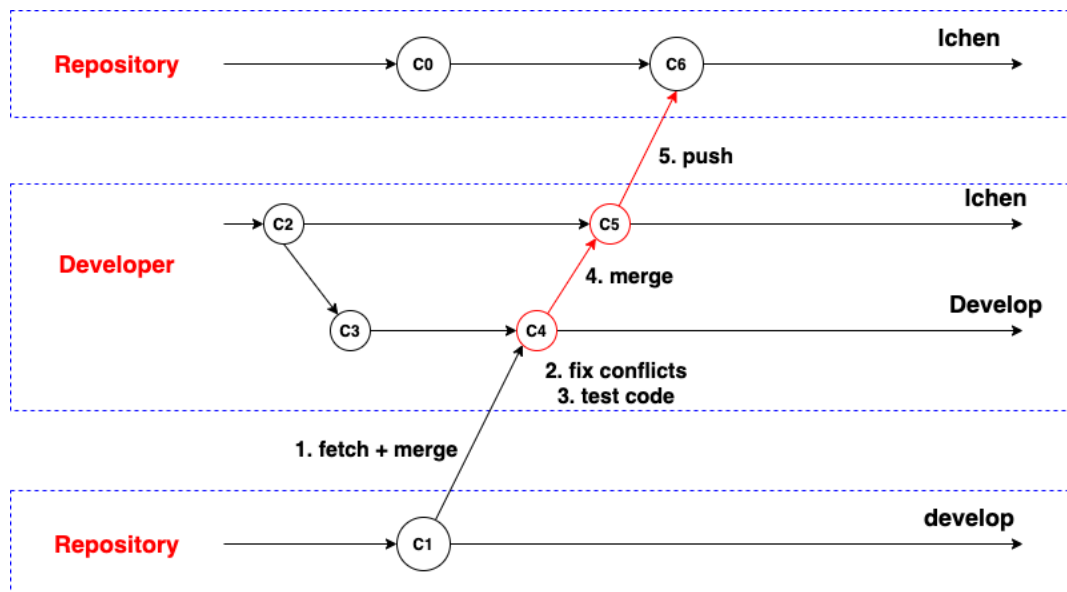 lchen
Repository
C0
C6
5. push
lchen
C2
C5
Developer
4. merge
Develop
C3
C4
2. fix conflicts
3. test code
1. fetch + merge
develop
Repository
C1